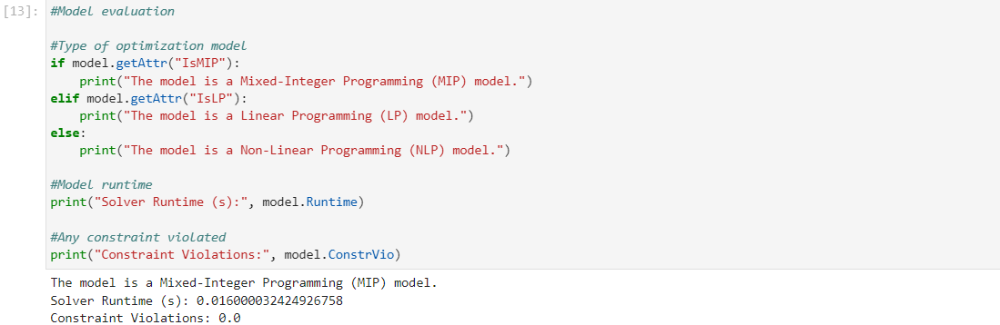 [13]: #Model evaluation
#Type of optimization model
if model.getAttr("IsMIP"):
    print("The model is a Mixed-Integer Programming (MIP) model.")
elif model.getAttr("IsLP"):
    print("The model is a Linear Programming (LP) model.")
else:
    print("The model is a Non-Linear Programming (NLP) model.")
#Model runtime
print("Solver Runtime (s):", model.Runtime)
#Any constraint violated
print("Constraint Violations:", model.ConstrVio)
The model is a Mixed-Integer Programming (MIP) model.
Solver Runtime (s): 0.016000032424926758
Constraint Violations: 0.0